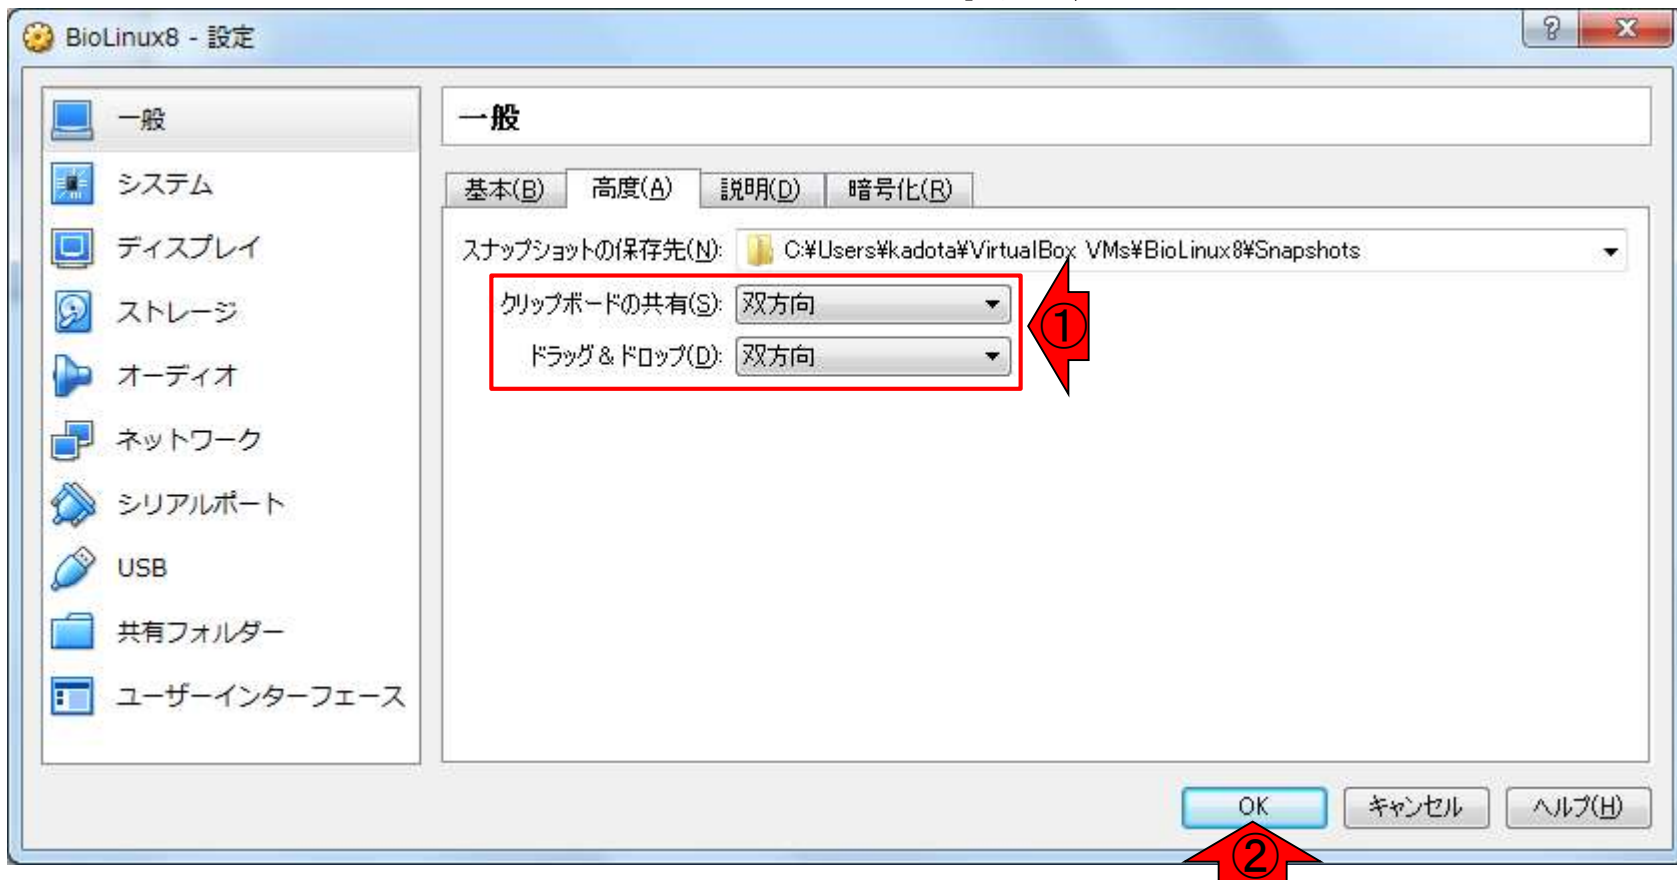 BioLinux8 - 設定
?
X
一般
システム
ディスプレイ
ストレージ
オーディオ
ネットワーク
シリアルポート
USB
共有フォルダー
ユーザーインターフェース
一般
基本(B) 高度(A) 説明(D) 暗号化(R)
スナップショットの保存先(N): C:¥Users¥kadota¥VirtualBox VMs¥BioLinux8¥Snapshots
クリップボードの共有(S): 双方向
①
ドラッグ & ドロップ(D): 双方向
OK キャンセル ヘルプ(H)
②